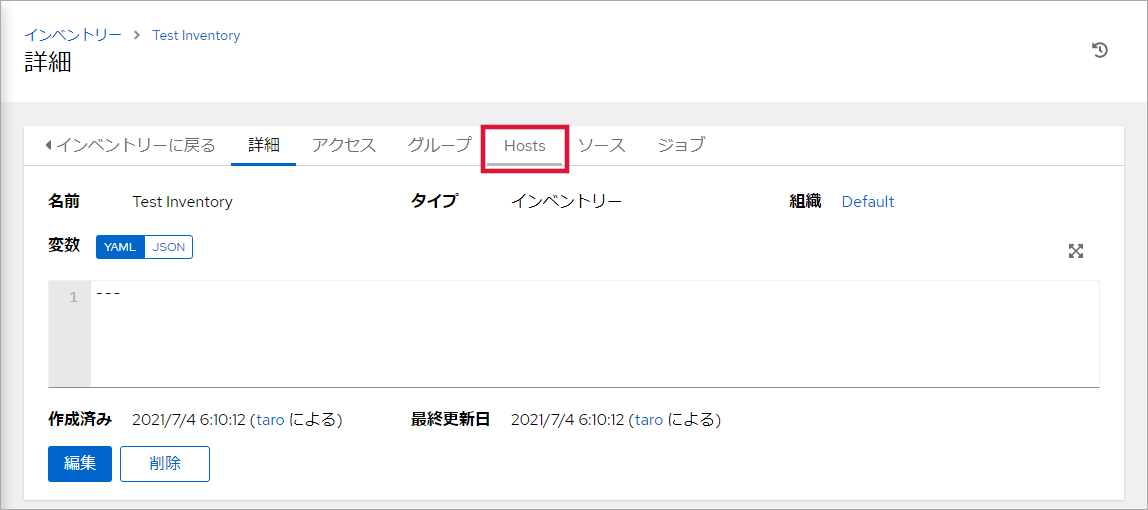 インベントリー > Test Inventory
詳細
インベントリーに戻る 詳細 アクセス グループ Hosts ソース ジョブ
名前 Test Inventory タイプ インベントリー 組織 Default
変数 YAML JSON
1 ---
作成済み 2021/7/4 6:10:12 (taro による) 最終更新日 2021/7/4 6:10:12 (taro による)
編集 削除